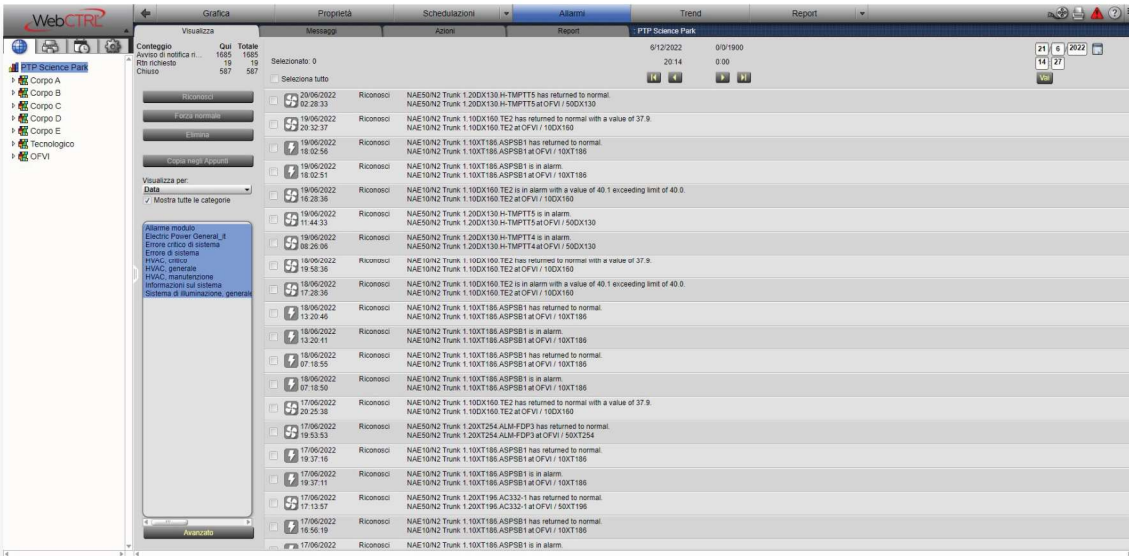 WebCTRL
Grafica
Proprietà
Schedulazioni
Allarmi
Trend
Report
Visualizza
Messaggi
Azioni
Report
: PTP Science Park
PTP Science Park
Corpo A
Corpo B
Corpo C
Corpo D
Corpo E
Tecnologico
OFVI
Conteggio Qui Totale
Avviso di notifica ri... 1685 1685
Rtn richiesto 19 19
Chiuso 587 587
Riconosci
Forza normale
Elimina
Copia negli Appunti
Visualizza per:
Data
Mostra tutte le categorie
Allarme modulo
Electric Power General_it
Errore critico di sistema
Errore di sistema
HVAC, critico
HVAC, generale
HVAC, manutenzione
Informazioni sul sistema
Sistema di illuminazione, generale
Avanzato
Selezionato: 0
Seleziona tutto
6/12/2022 0/0/1900
20:14 0:00
21 6 2022
14 27
Vai
20/06/2022 02:28:33 Riconosci NAE50/N2 Trunk 1.20DX130.H-TMPTT5 has returned to normal.
NAE50/N2 Trunk 1.20DX130.H-TMPTT5 at OFVI / 50DX130
19/06/2022 20:32:37 Riconosci NAE10/N2 Trunk 1.10DX160.TE2 has returned to normal with a value of 37.9.
NAE10/N2 Trunk 1.10DX160.TE2 at OFVI / 10DX160
19/06/2022 18:02:56 Riconosci NAE10/N2 Trunk 1.10XT186.ASPSB1 has returned to normal.
NAE10/N2 Trunk 1.10XT186.ASPSB1 at OFVI / 10XT186
19/06/2022 18:02:51 Riconosci NAE10/N2 Trunk 1.10XT186.ASPSB1 is in alarm.
NAE10/N2 Trunk 1.10XT186.ASPSB1 at OFVI / 10XT186
19/06/2022 16:28:36 Riconosci NAE10/N2 Trunk 1.10DX160.TE2 is in alarm with a value of 40.1 exceeding limit of 40.0.
NAE10/N2 Trunk 1.10DX160.TE2 at OFVI / 10DX160
19/06/2022 11:44:33 Riconosci NAE50/N2 Trunk 1.20DX130.H-TMPTT5 is in alarm.
NAE50/N2 Trunk 1.20DX130.H-TMPTT5 at OFVI / 50DX130
19/06/2022 08:26:06 Riconosci NAE50/N2 Trunk 1.20DX130.H-TMPTT4 is in alarm.
NAE50/N2 Trunk 1.20DX130.H-TMPTT4 at OFVI / 50DX130
18/06/2022 19:58:36 Riconosci NAE10/N2 Trunk 1.10DX160.TE2 has returned to normal with a value of 37.9.
NAE10/N2 Trunk 1.10DX160.TE2 at OFVI / 10DX160
18/06/2022 17:28:36 Riconosci NAE10/N2 Trunk 1.10DX160.TE2 is in alarm with a value of 40.1 exceeding limit of 40.0.
NAE10/N2 Trunk 1.10DX160.TE2 at OFVI / 10DX160
18/06/2022 13:20:46 Riconosci NAE10/N2 Trunk 1.10XT186.ASPSB1 has returned to normal.
NAE10/N2 Trunk 1.10XT186.ASPSB1 at OFVI / 10XT186
18/06/2022 13:20:41 Riconosci NAE10/N2 Trunk 1.10XT186.ASPSB1 is in alarm.
NAE10/N2 Trunk 1.10XT186.ASPSB1 at OFVI / 10XT186
18/06/2022 07:18:55 Riconosci NAE10/N2 Trunk 1.10XT186.ASPSB1 has returned to normal.
NAE10/N2 Trunk 1.10XT186.ASPSB1 at OFVI / 10XT186
18/06/2022 07:18:50 Riconosci NAE10/N2 Trunk 1.10XT186.ASPSB1 is in alarm.
NAE10/N2 Trunk 1.10XT186.ASPSB1 at OFVI / 10XT186
17/06/2022 20:25:38 Riconosci NAE10/N2 Trunk 1.10DX160.TE2 has returned to normal with a value of 37.9.
NAE10/N2 Trunk 1.10DX160.TE2 at OFVI / 10DX160
17/06/2022 19:53:53 Riconosci NAE50/N2 Trunk 1.20XT254.ALM-FDP3 has returned to normal.
NAE50/N2 Trunk 1.20XT254.ALM-FDP3 at OFVI / 50XT254
17/06/2022 19:37:16 Riconosci NAE10/N2 Trunk 1.10XT186.ASPSB1 has returned to normal.
NAE10/N2 Trunk 1.10XT186.ASPSB1 at OFVI / 10XT186
17/06/2022 19:37:11 Riconosci NAE10/N2 Trunk 1.10XT186.ASPSB1 is in alarm.
NAE10/N2 Trunk 1.10XT186.ASPSB1 at OFVI / 10XT186
17/06/2022 17:13:57 Riconosci NAE50/N2 Trunk 1.20XT196.AC332-1 has returned to normal.
NAE50/N2 Trunk 1.20XT196.AC332-1 at OFVI / 50XT196
17/06/2022 16:56:19 Riconosci NAE10/N2 Trunk 1.10XT186.ASPSB1 has returned to normal.
NAE10/N2 Trunk 1.10XT186.ASPSB1 at OFVI / 10XT186
17/06/2022 Riconosci NAE10/N2 Trunk 1.10XT186.ASPSB1 is in alarm.